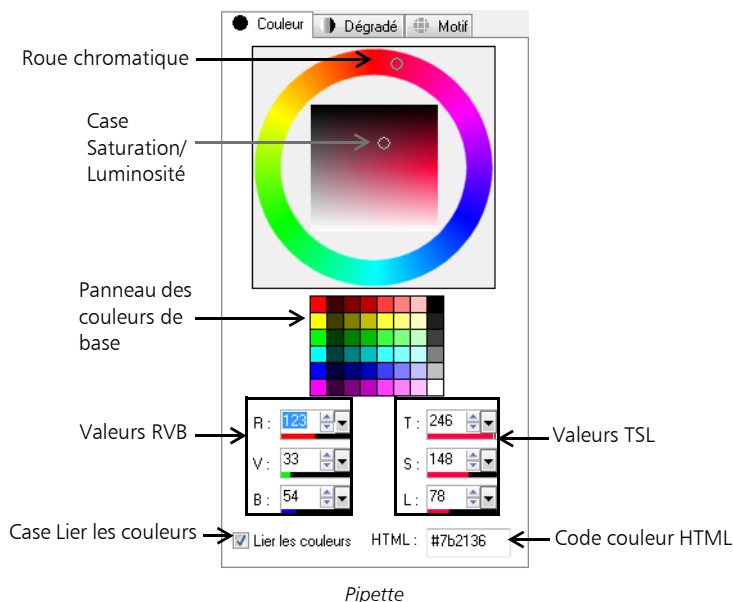 Couleur Dégradé Motif
Roue chromatique
Case
Saturation/
Luminosité
Panneau des
couleurs de
base
Valeurs RVB
R : 123
V : 33
B : 54
T : 246
S : 148
L : 78
Valeurs TSL
Case Lier les couleurs
Lier les couleurs
HTML : #7b2136
Code couleur HTML
Pipette